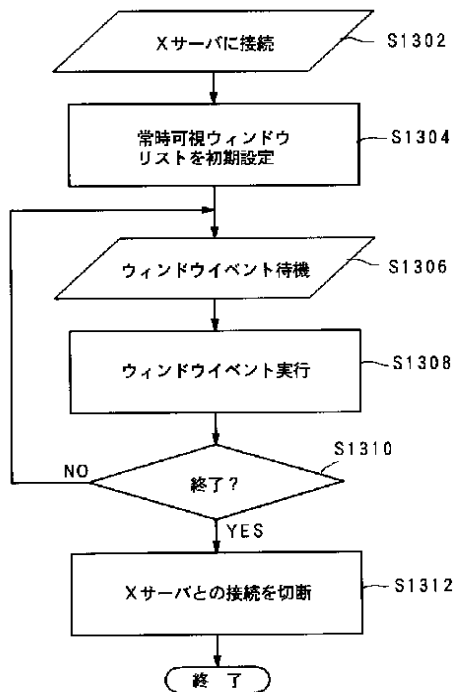 Xサーバに接続
S1302
常時可視ウィンドウ
リストを初期設定
S1304
ウィンドウイベント待機
S1306
ウィンドウイベント実行
S1308
S1310
終了?
NO
YES
Xサーバとの接続を切断
S1312
終 了